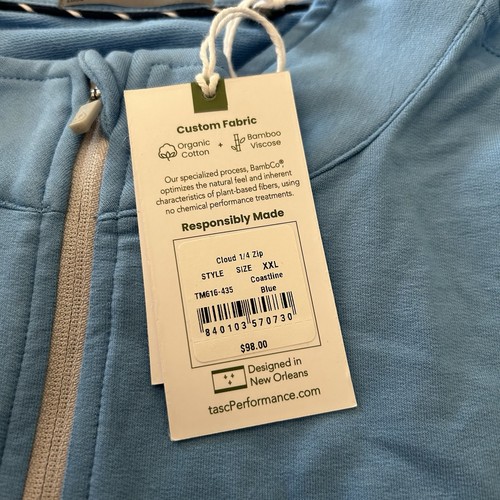 Custom Fabric
Organic Cotton + Bamboo Viscose
Our specialized process, BambCo®,
optimizes the natural feel and inherent
characteristics of plant-based fibers, using
no chemical performance treatments.
Responsibly Made
Cloud 1/4 Zip
STYLE SIZE XXL
TM616-435 Coastline Blue
840103 570730
$98.00
Designed in
New Orleans
tascPerformance.com